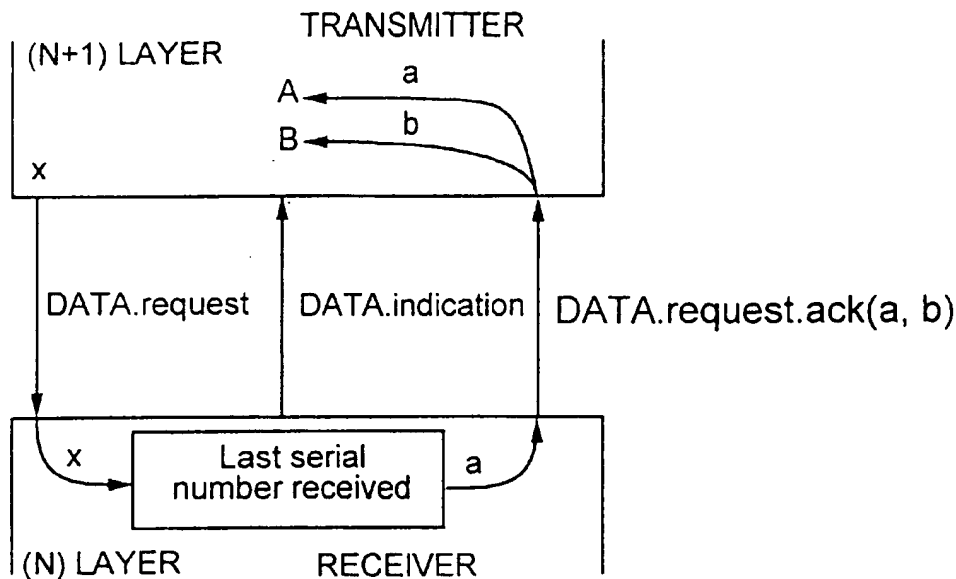 TRANSMITTER
(N+1) LAYER
a
A
b
B
x
DATA.request
DATA.indication
DATA.request.ack(a, b)
x
Last serial
number received
a
(N) LAYER
RECEIVER